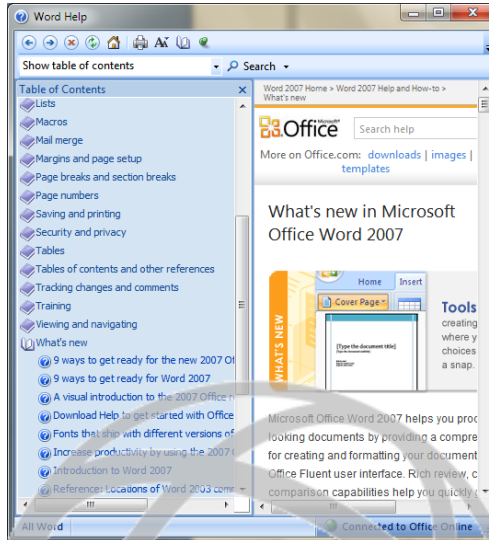 Word Help
Show table of contents
Search
Table of Contents
Lists
Macros
Mail merge
Margins and page setup
Page breaks and section breaks
Page numbers
Saving and printing
Security and privacy
Tables
Tables of contents and other references
Tracking changes and comments
Training
Viewing and navigating
What's new
9 ways to get ready for the new 2007 Of
9 ways to get ready for Word 2007
A visual introduction to the 2007 Office r
Download Help to get started with Office
Fonts that ship with different versions of
Increase productivity by using the 2007
Introduction to Word 2007
Reference: Locations of Word 2003 comm
Word 2007 Home > Word 2007 Help and How-to >
What's new
Microsoft
Office
Search help
More on Office.com: downloads | images |
templates
What's new in Microsoft
Office Word 2007
WHAT'S NEW
Home Insert
Cover Page
[Type the document title]
Tools
creating
where y
choices
a snap.
Microsoft Office Word 2007 helps you proc
looking documents by providing a compre
for creating and formatting your document
Office Fluent user interface. Rich review, c
comparison capabilities help you quickly
All Word
Connected to Office Online